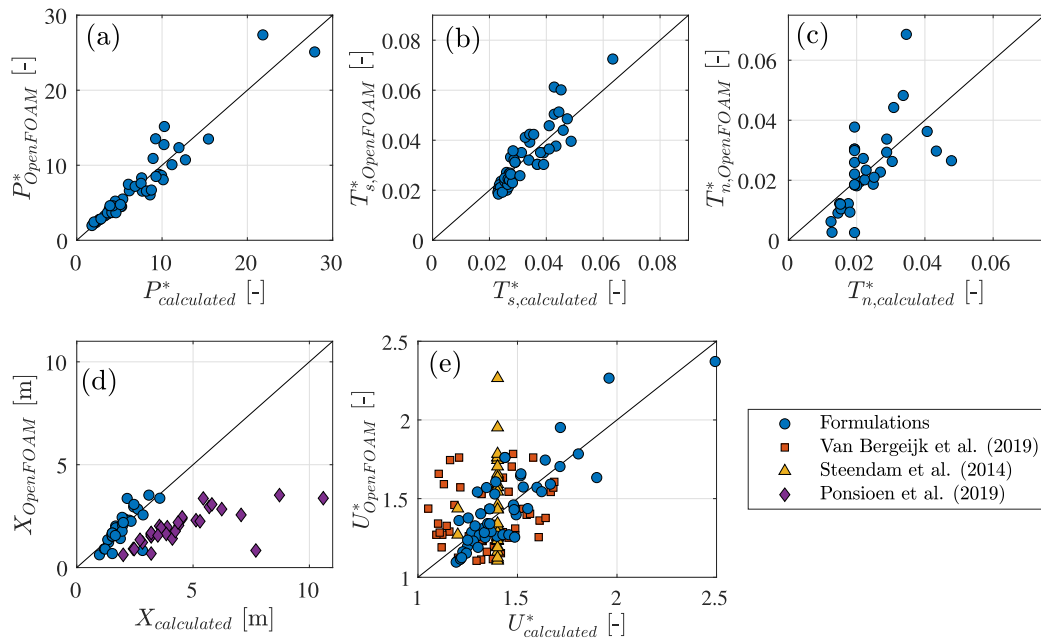 (a)
30
20
10
0
0
10
20
30
P*OpenFOAM [-]
P*calculated [-]
(b)
0.08
0.06
0.04
0.02
0
0
0.02
0.04
0.06
0.08
T*s,OpenFOAM [-]
T*s,calculated [-]
(c)
0.06
0.04
0.02
0
0
0.02
0.04
0.06
T*n,OpenFOAM [-]
T*n,calculated [-]
(d)
10
5
0
0
5
10
XOpenFOAM [m]
Xcalculated [m]
(e)
2.5
2
1.5
1
1
1.5
2
2.5
U*OpenFOAM [-]
U*calculated [-]
Formulations
Van Bergeijk et al. (2019)
Steendam et al. (2014)
Ponsioen et al. (2019)